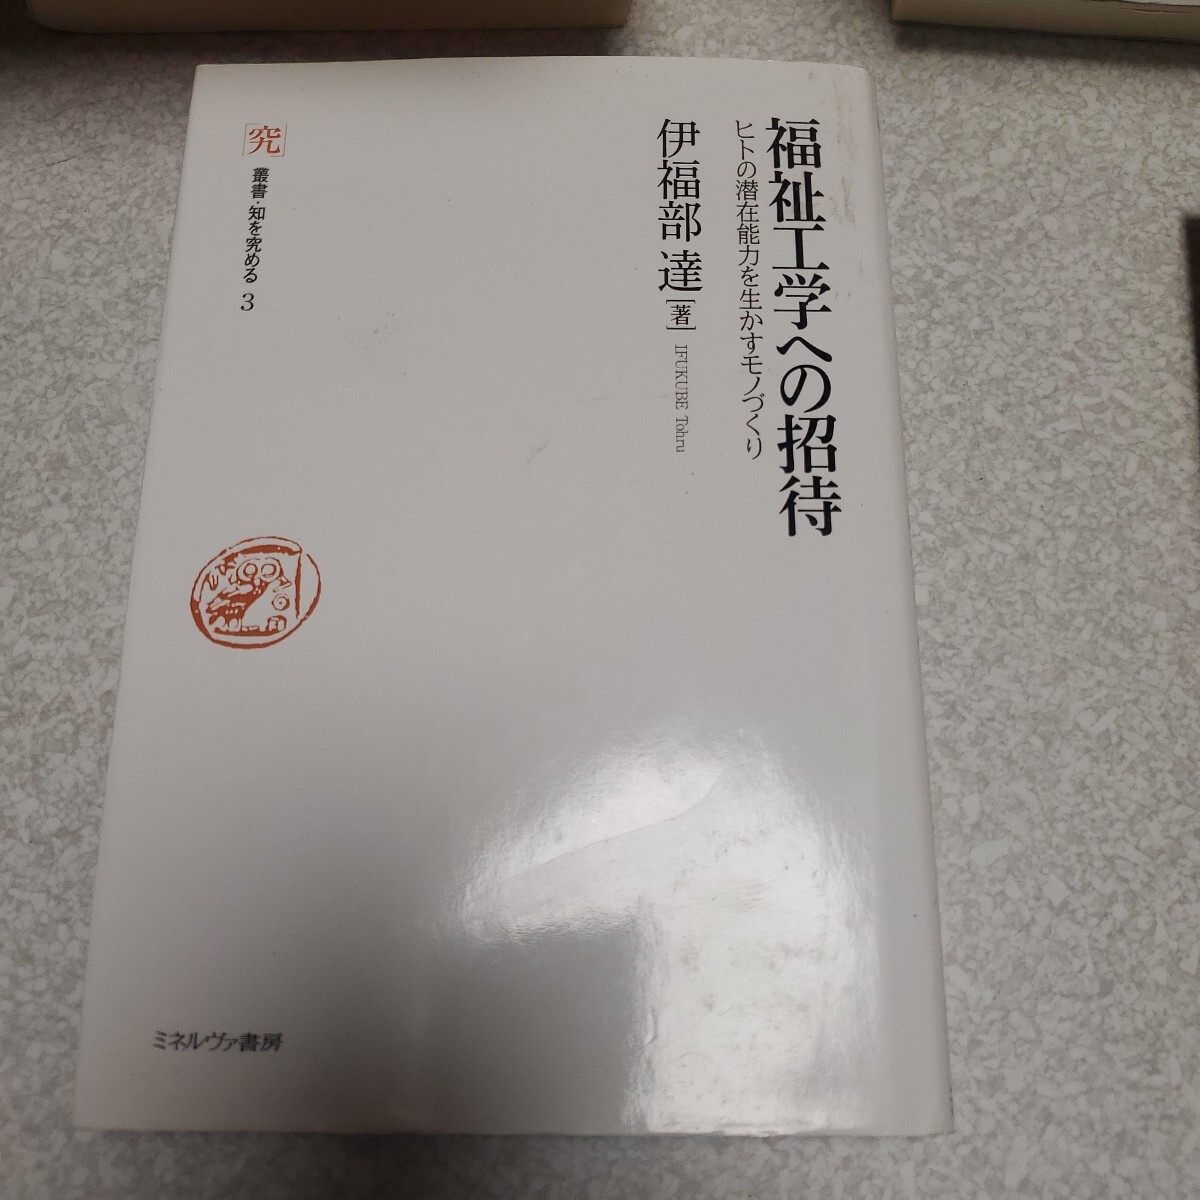 福祉工学への招待
ヒトの潜在能力を生かすモノづくり
伊福部 達[著] IFUKUBE Tohru
「究」 叢書・知を究める 3
ミネルヴァ書房